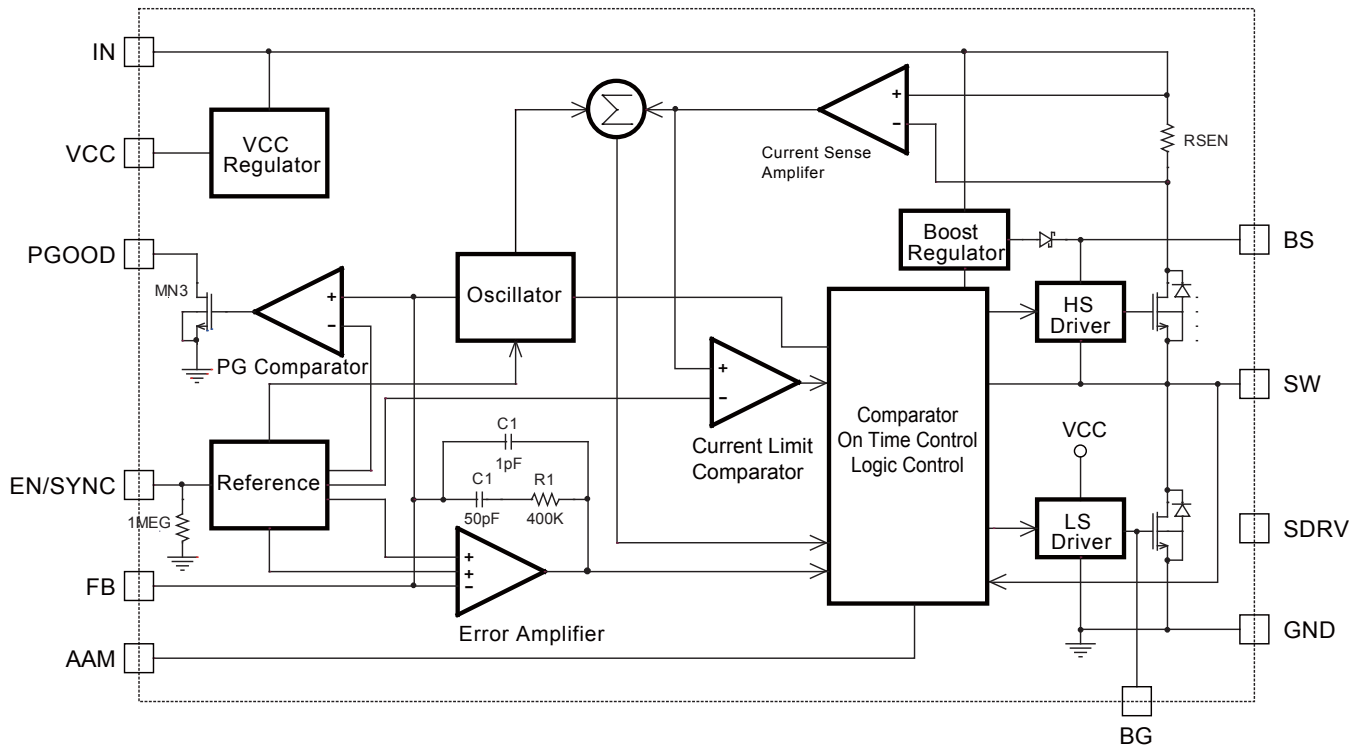 IN
VCC
VCC
Regulator
PGOOD
MN3
+
−
PG Comparator
Oscillator
Σ
+
−
Current Sense
Amplifer
RSEN
Boost
Regulator
BS
HS
Driver
SW
+
−
Current Limit
Comparator
Comparator
On Time Control
Logic Control
VCC
LS
Driver
SDRV
EN/SYNC
1MEG
Reference
C1
1pF
C1
50pF
R1
400K
FB
+
+
−
Error Amplifier
AAM
GND
BG